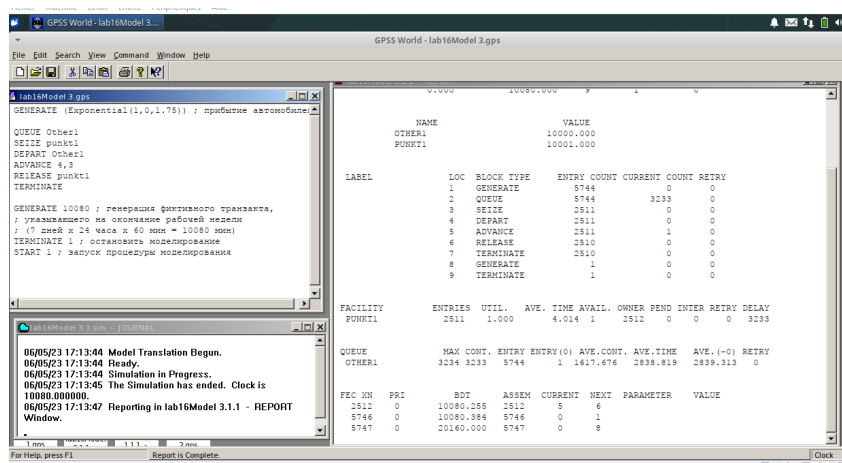 GPSS World - lab16Model 3....
GPSS World - lab16Model 3.gps
File Edit Search View Command Window Help
lab16Model 3.gps
GENERATE (Exponential(1,0,1.75)) ; прибытие автомобиле
QUEUE Other1
SEIZE punkt1
DEPART Other1
ADVANCE 4,3
RElEASE punkt1
TERMINATE
GENERATE 10080 ; генерация фиктивного транзакта,
; указывающего на окончание рабочей недели
; (7 дней х 24 часа х 60 мин = 10080 мин)
TERMINATE 1 ; остановить моделирование
START 1 ; запуск процедуры моделирования
lab16Model 3.1.sim - JOURNAL
06/05/23 17:13:44 Model Translation Begun.
06/05/23 17:13:44 Ready.
06/05/23 17:13:44 Simulation in Progress.
06/05/23 17:13:45 The Simulation has ended. Clock is
10080.000000.
06/05/23 17:13:47 Reporting in lab16Model 3.1.1 - REPORT
Window.
0.000 10080.000 9 1 0
NAME VALUE
OTHER1 10000.000
PUNKT1 10001.000
LABEL LOC BLOCK TYPE ENTRY COUNT CURRENT COUNT RETRY
1 GENERATE 5744 0 0
2 QUEUE 5744 3233 0
3 SEIZE 2511 0 0
4 DEPART 2511 0 0
5 ADVANCE 2511 1 0
6 RELEASE 2510 0 0
7 TERMINATE 2510 0 0
8 GENERATE 1 0 0
9 TERMINATE 1 0 0
FACILITY ENTRIES UTIL. AVE. TIME AVAIL. OWNER PEND INTER RETRY DELAY
PUNKT1 2511 1.000 4.014 1 2512 0 0 0 3233
QUEUE MAX CONT. ENTRY ENTRY(0) AVE.CONT. AVE.TIME AVE.(-0) RETRY
OTHER1 3234 3233 5744 1 1617.676 2838.819 2839.313 0
FEC XN PRI BDT ASSEM CURRENT NEXT PARAMETER VALUE
2512 0 10080.255 2512 5 6
5746 0 10080.384 5746 0 1
5747 0 20160.000 5747 0 8
For Help, press F1 Report is Complete. Clock